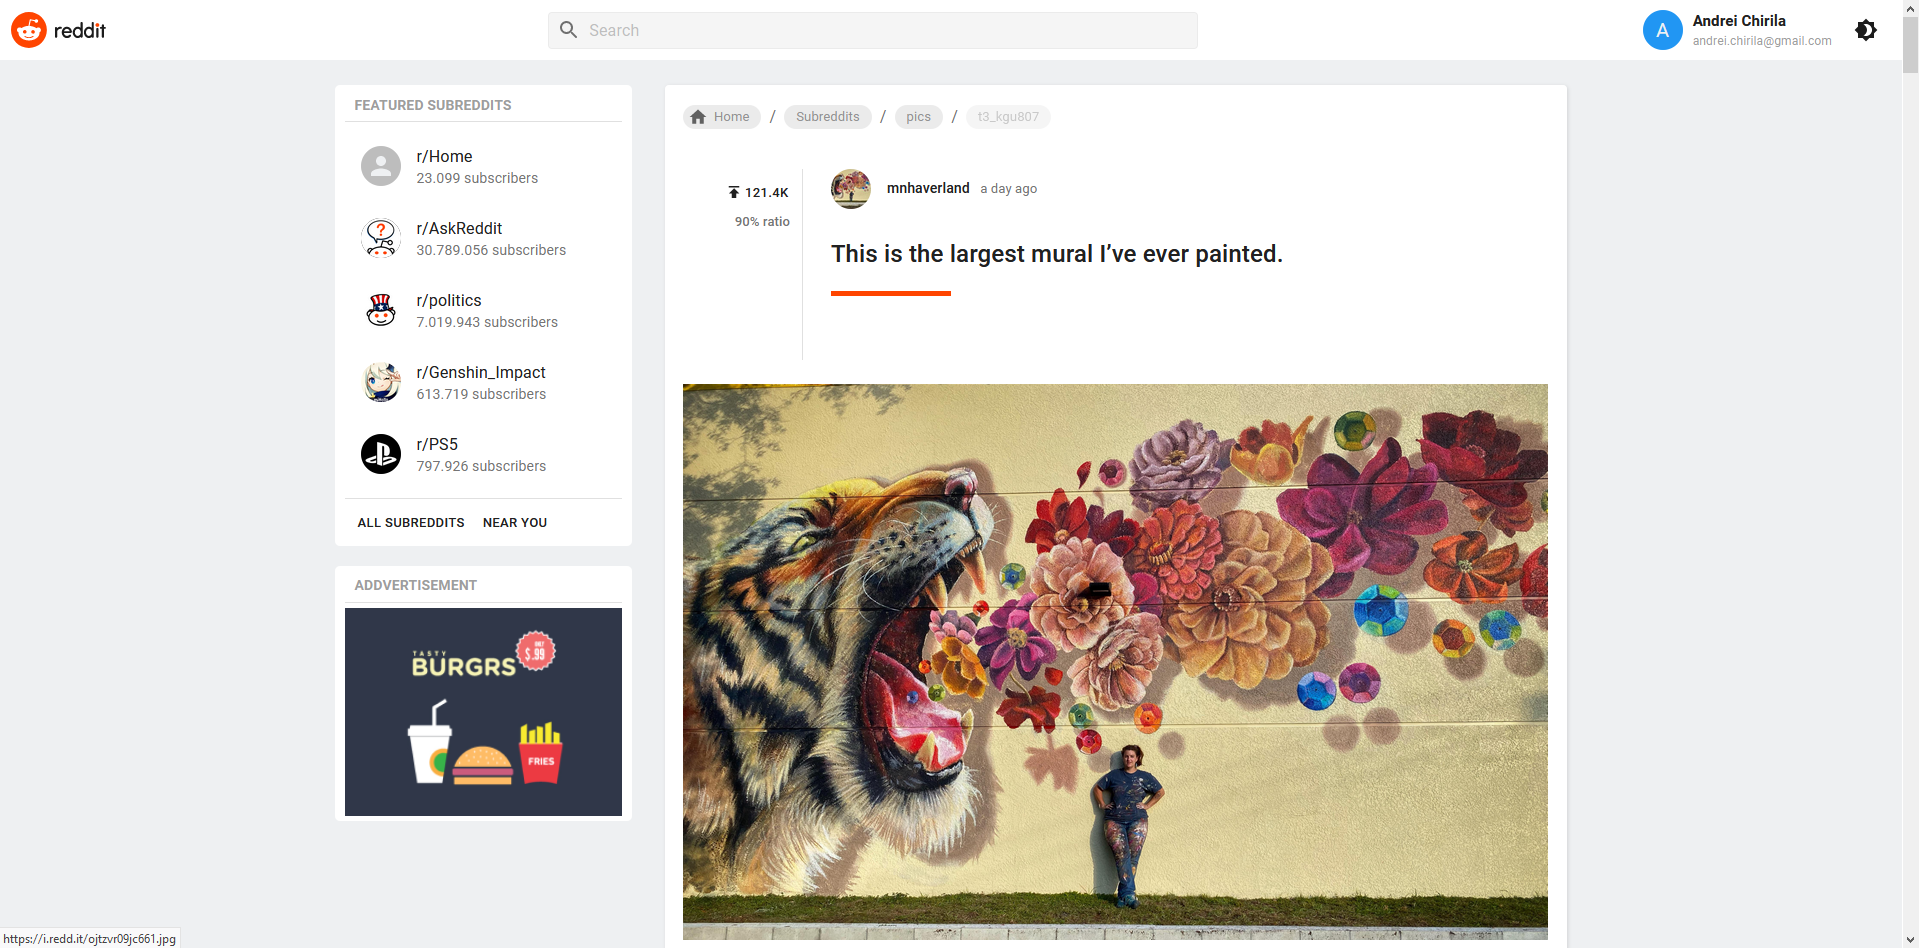 reddit
Search
A
Andrei Chirila
andrei.chirila@gmail.com
FEATURED SUBREDDITS
r/Home
23.099 subscribers
r/AskReddit
30.789.056 subscribers
r/politics
7.019.943 subscribers
r/Genshin_Impact
613.719 subscribers
r/PS5
797.926 subscribers
ALL SUBREDDITS NEAR YOU
ADDVERTISEMENT
TASTY
BURGRS
ONLY
$.99
FRIES
Home / Subreddits / pics / t3_kgu807
121.4K
90% ratio
mnhaverland a day ago
This is the largest mural I’ve ever painted.
https://i.redd.it/ojtzvr09jc661.jpg